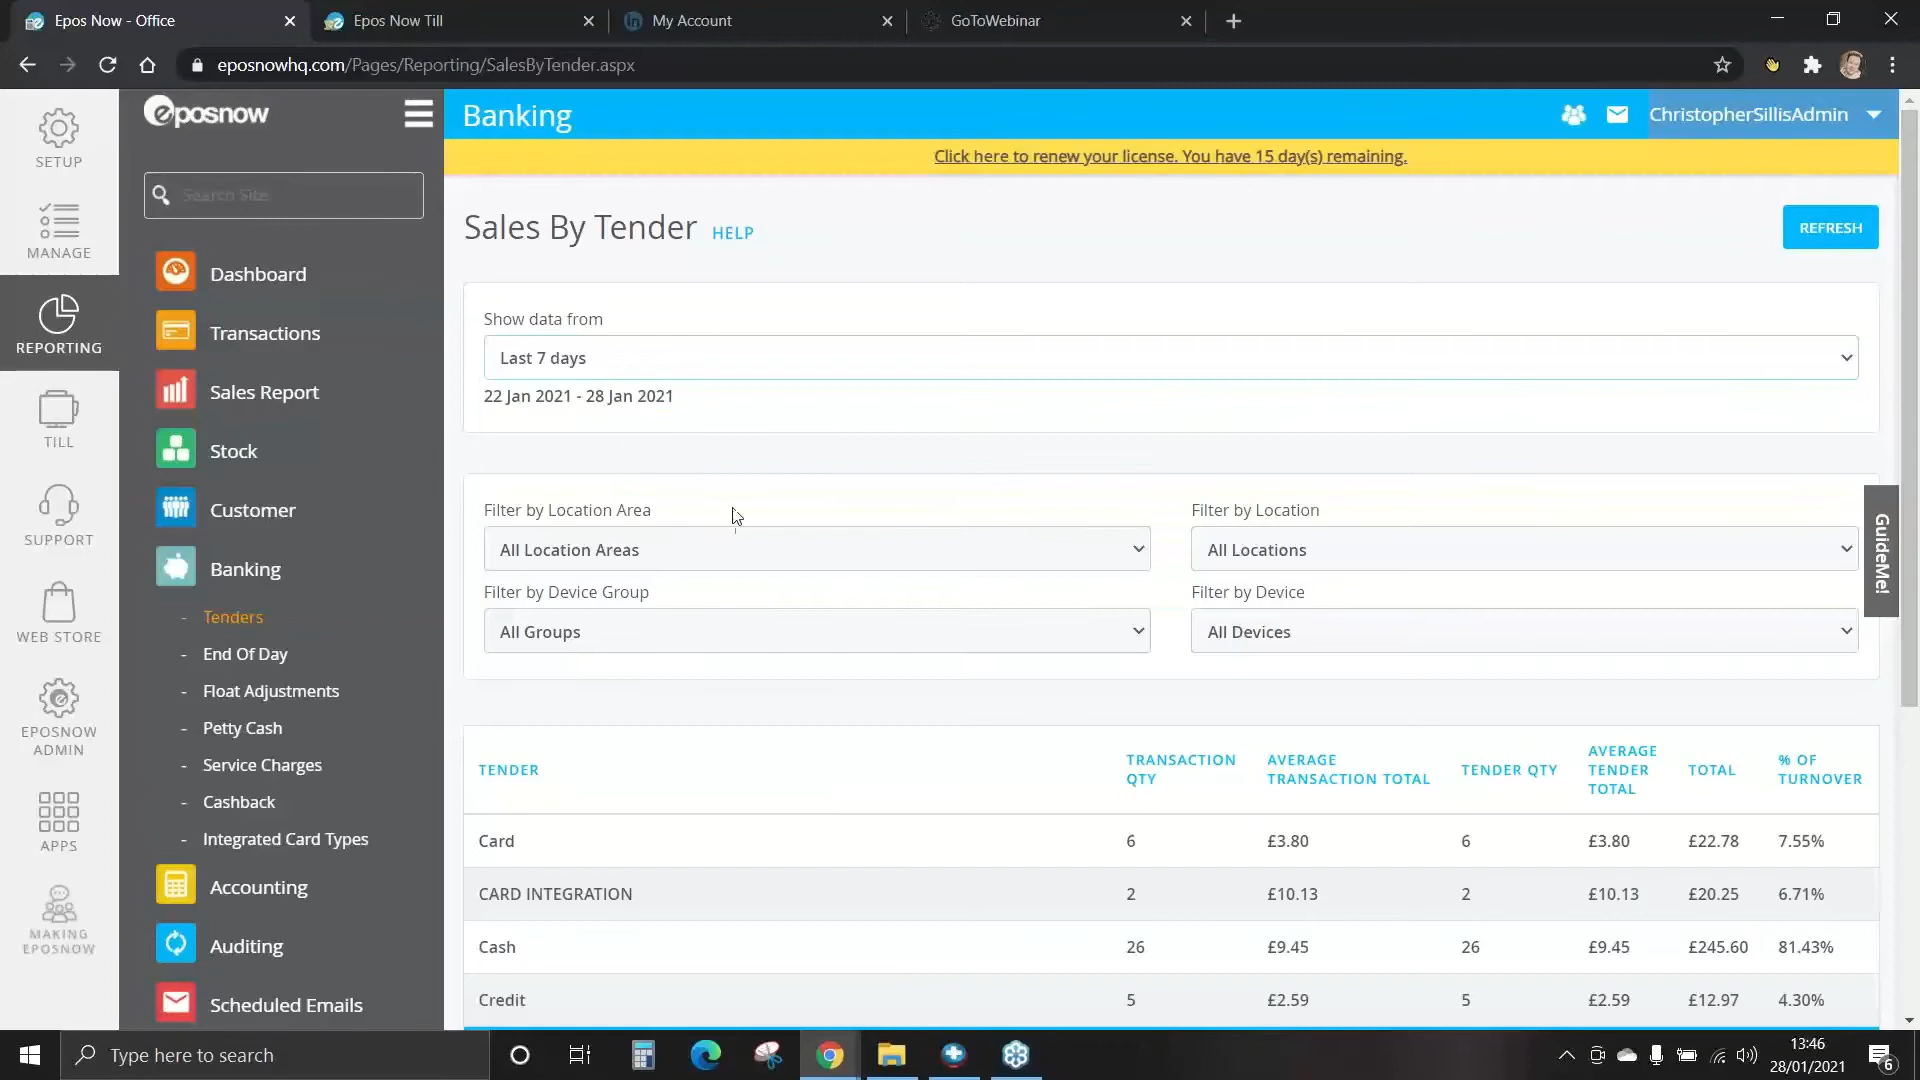 Epos Now - Office
Epos Now Till
My Account
GoToWebinar
eposnowhq.com/Pages/Reporting/SalesByTender.aspx
SETUP
MANAGE
REPORTING
TILL
SUPPORT
WEB STORE
EPOSNOW
ADMIN
APPS
MAKING
EPOSNOW
eposnow
Search Site
Dashboard
Transactions
Sales Report
Stock
Customer
Banking
- Tenders
- End Of Day
- Float Adjustments
- Petty Cash
- Service Charges
- Cashback
- Integrated Card Types
Accounting
Auditing
Scheduled Emails
Banking
ChristopherSillisAdmin
Click here to renew your license. You have 15 day(s) remaining.
Sales By Tender HELP
REFRESH
Show data from
Last 7 days
22 Jan 2021 - 28 Jan 2021
Filter by Location Area
All Location Areas
Filter by Location
All Locations
Filter by Device Group
All Groups
Filter by Device
All Devices
GuideMe!
TENDER TRANSACTION QTY AVERAGE TRANSACTION TOTAL TENDER QTY AVERAGE TENDER TOTAL TOTAL % OF TURNOVER
Card 6 £3.80 6 £3.80 £22.78 7.55%
CARD INTEGRATION 2 £10.13 2 £10.13 £20.25 6.71%
Cash 26 £9.45 26 £9.45 £245.60 81.43%
Credit 5 £2.59 5 £2.59 £12.97 4.30%
Type here to search
13:46
28/01/2021
6